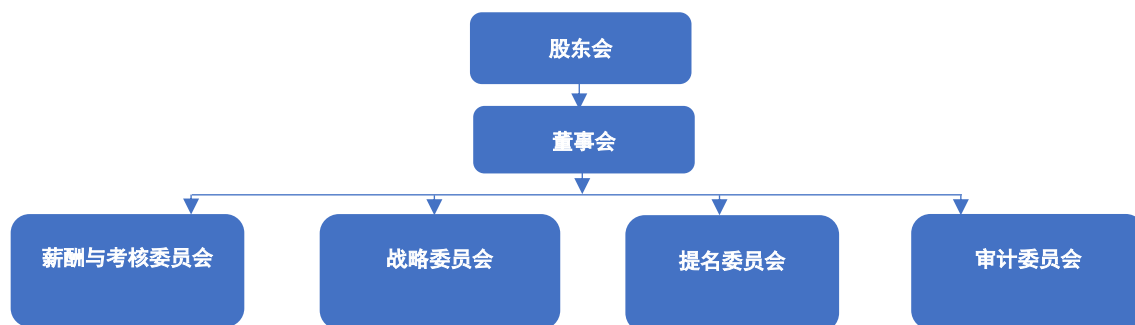 股东会
董事会
薪酬与考核委员会
战略委员会
提名委员会
审计委员会